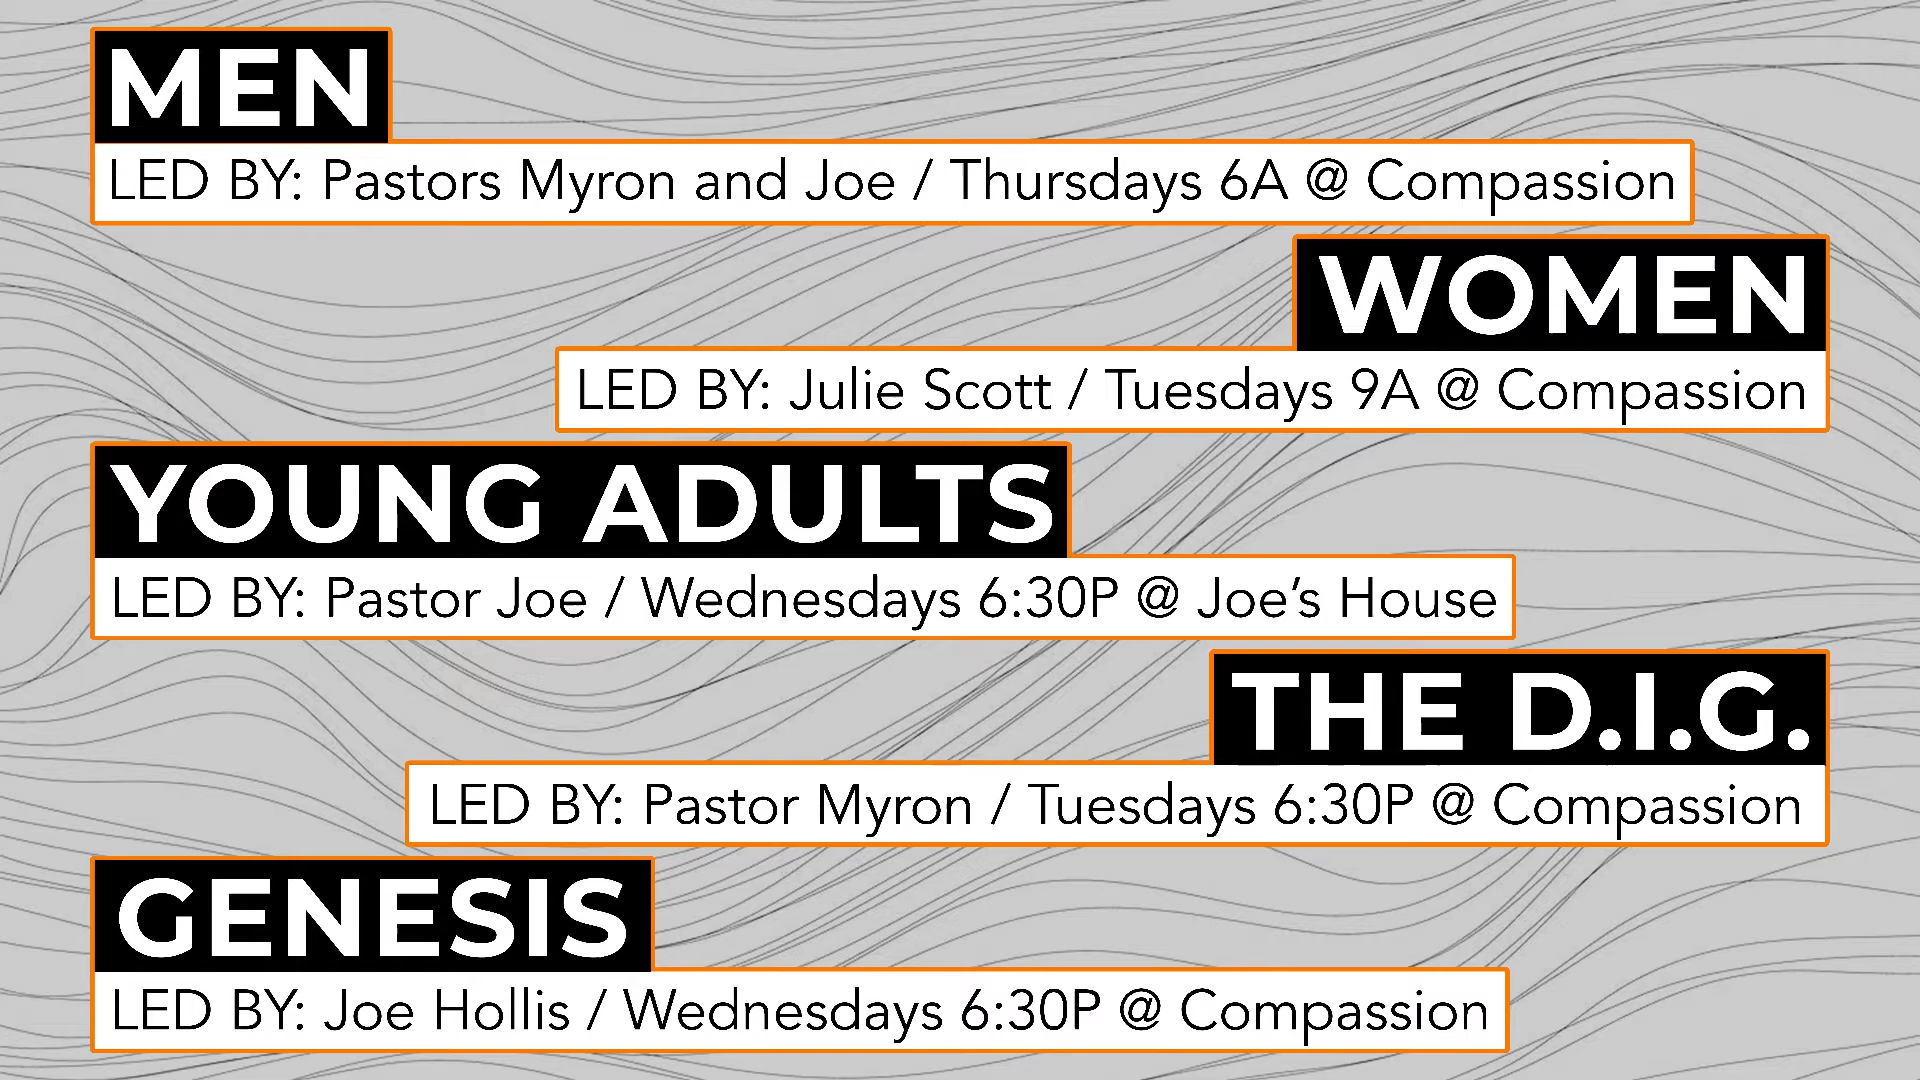 MEN
LED BY: Pastors Myron and Joe / Thursdays 6A @ Compassion
WOMEN
LED BY: Julie Scott / Tuesdays 9A @ Compassion
YOUNG ADULTS
LED BY: Pastor Joe / Wednesdays 6:30P @ Joe’s House
THE D.I.G.
LED BY: Pastor Myron / Tuesdays 6:30P @ Compassion
GENESIS
LED BY: Joe Hollis / Wednesdays 6:30P @ Compassion